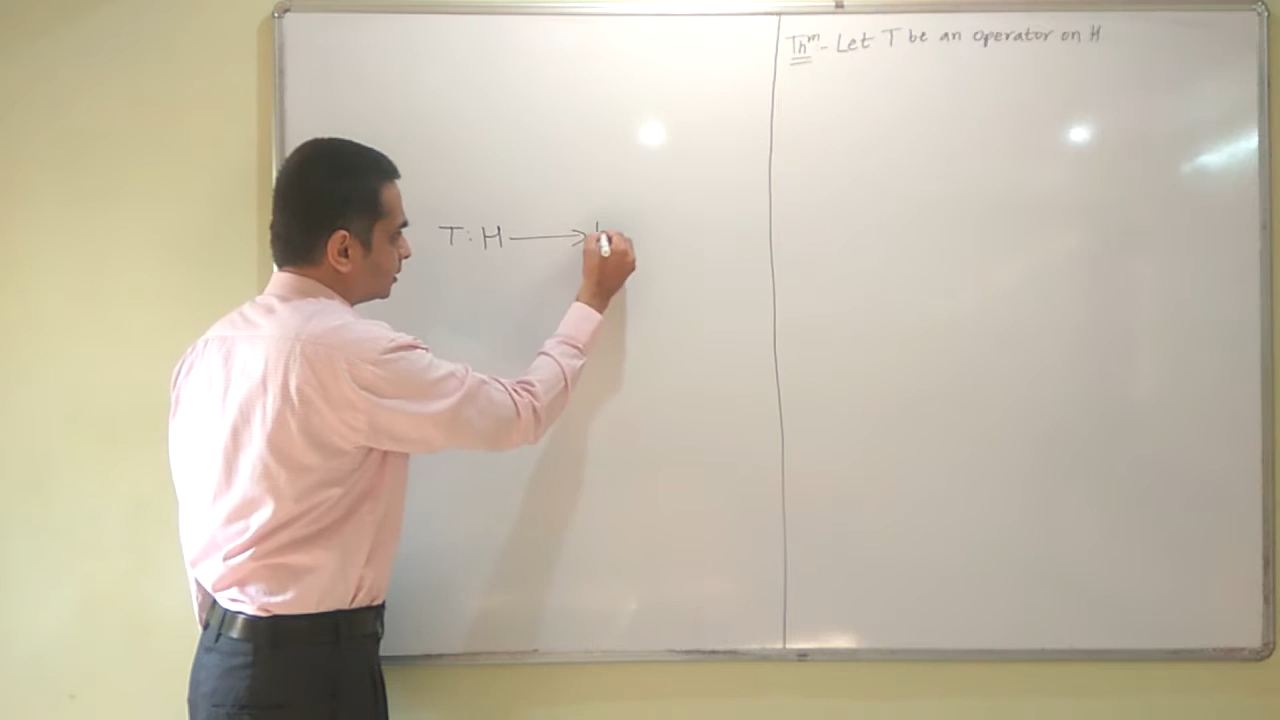 T: H ⟶
Thᵐ:- Let T be an operator on H